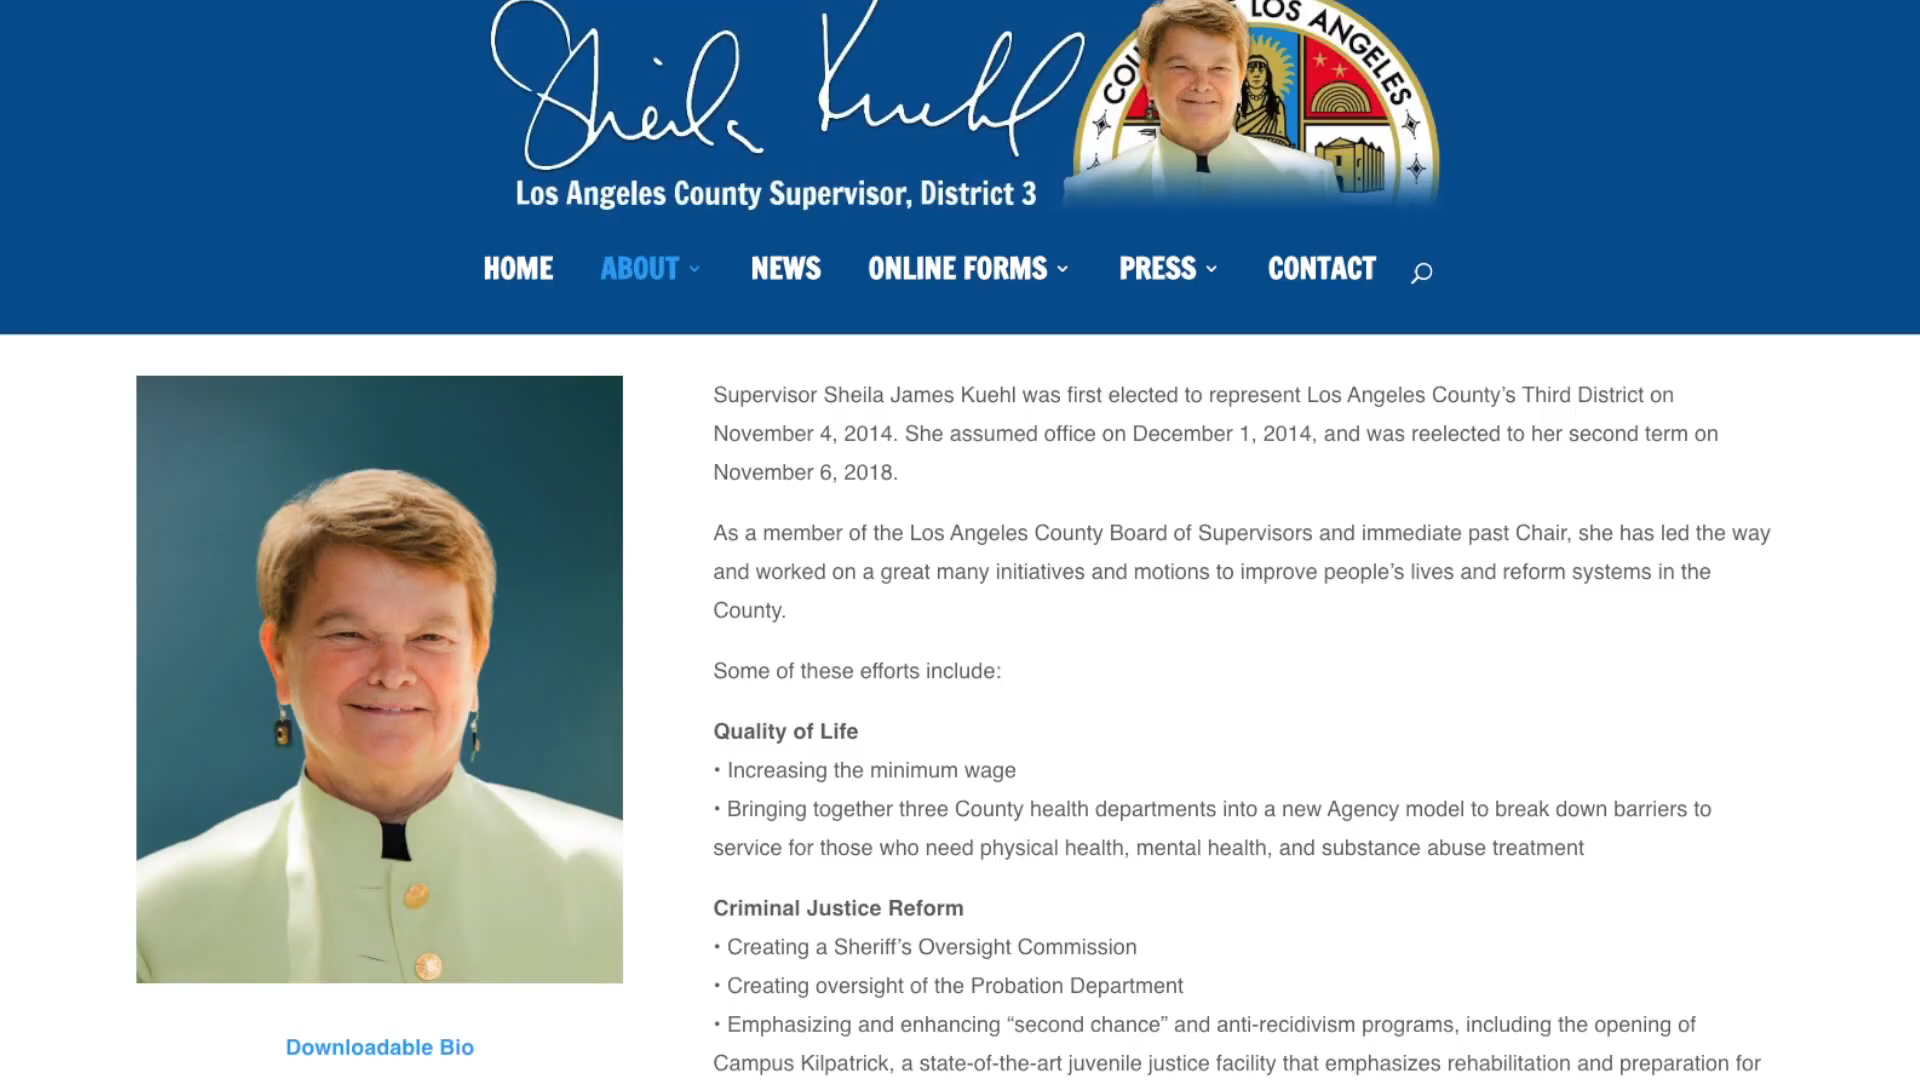 Sheila Kuehl
COU
LOS ANGELES
Los Angeles County Supervisor, District 3
HOME ABOUT NEWS ONLINE FORMS PRESS CONTACT
Supervisor Sheila James Kuehl was first elected to represent Los Angeles County’s Third District on
November 4, 2014. She assumed office on December 1, 2014, and was reelected to her second term on
November 6, 2018.
As a member of the Los Angeles County Board of Supervisors and immediate past Chair, she has led the way
and worked on a great many initiatives and motions to improve people’s lives and reform systems in the
County.
Some of these efforts include:
Quality of Life
• Increasing the minimum wage
• Bringing together three County health departments into a new Agency model to break down barriers to
service for those who need physical health, mental health, and substance abuse treatment
Criminal Justice Reform
• Creating a Sheriff’s Oversight Commission
• Creating oversight of the Probation Department
• Emphasizing and enhancing “second chance” and anti-recidivism programs, including the opening of
Campus Kilpatrick, a state-of-the-art juvenile justice facility that emphasizes rehabilitation and preparation for
Downloadable Bio